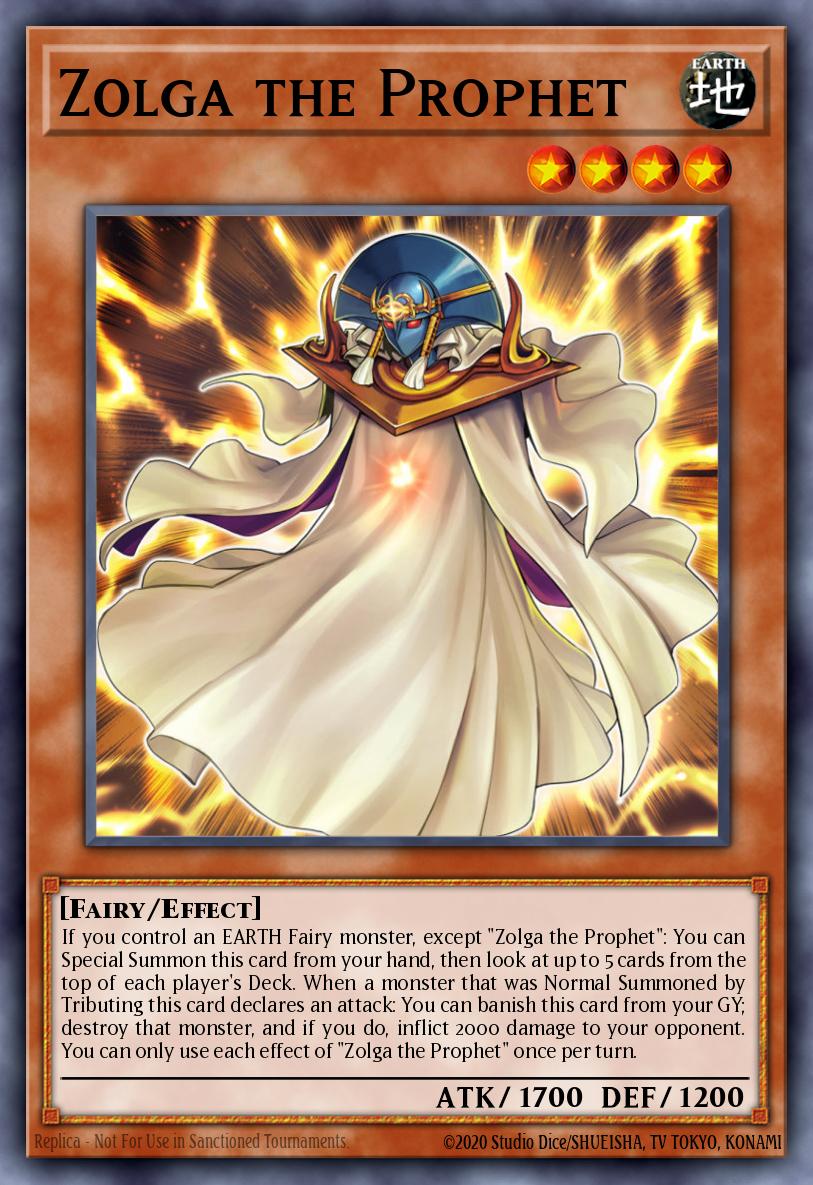 Zolga the Prophet
EARTH
地
[Fairy/Effect]
If you control an EARTH Fairy monster, except "Zolga the Prophet": You can
Special Summon this card from your hand, then look at up to 5 cards from the
top of each player's Deck. When a monster that was Normal Summoned by
Tributing this card declares an attack: You can banish this card from your GY;
destroy that monster, and if you do, inflict 2000 damage to your opponent.
You can only use each effect of "Zolga the Prophet" once per turn.
ATK/ 1700 DEF/ 1200
Replica - Not For Use in Sanctioned Tournaments.
©2020 Studio Dice/SHUEISHA, TV TOKYO, KONAMI